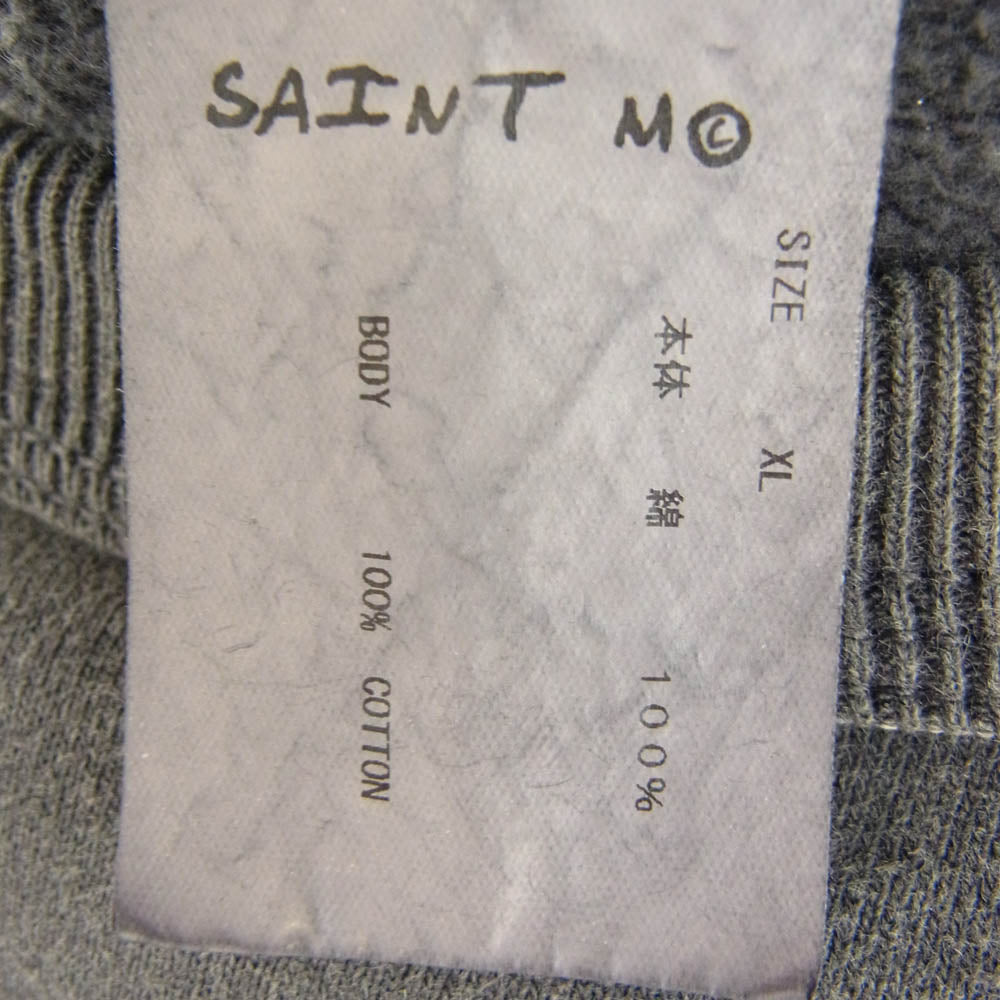 SAINT M©
SIZE XL
本体 綿 100%
BODY 100% COTTON